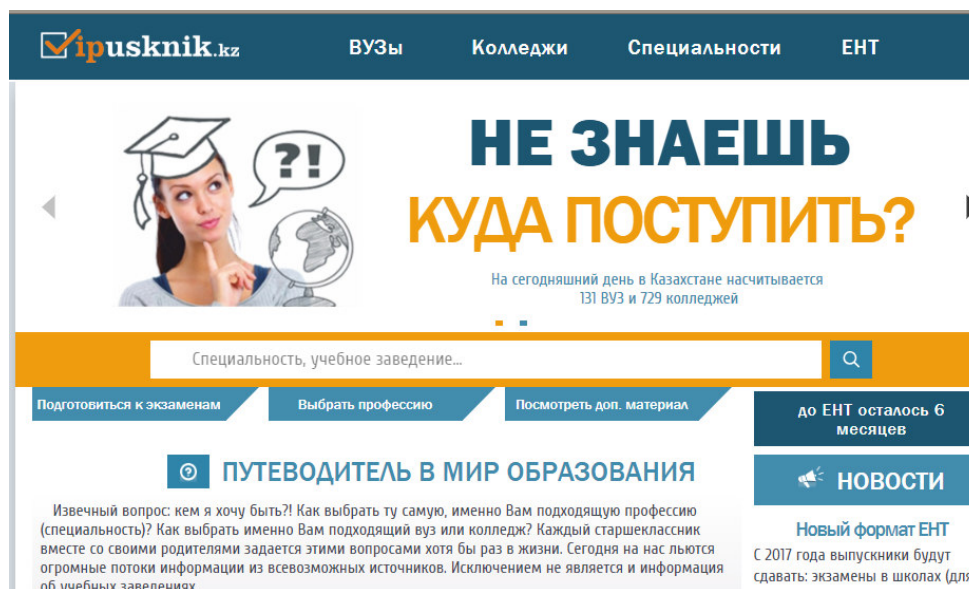 Vipusknik.kz
ВУЗы Колледжи Специальности ЕНТ
?!
НЕ ЗНАЕШЬ
КУДА ПОСТУПИТЬ?
На сегодняшний день в Казахстане насчитывается
131 ВУЗ и 729 колледжей
Специальность, учебное заведение...
Подготовиться к экзаменам
Выбрать профессию
Посмотреть доп. материал
ПУТЕВОДИТЕЛЬ В МИР ОБРАЗОВАНИЯ
Извечный вопрос: кем я хочу быть?! Как выбрать ту самую, именно Вам подходящую профессию
(специальность)? Как выбрать именно Вам подходящий вуз или колледж? Каждый старшеклассник
вместе со своими родителями задается этими вопросами хотя бы раз в жизни. Сегодня на нас льются
огромные потоки информации из всевозможных источников. Исключением не является и информация
об учебных заведениях
до ЕНТ осталось 6
месяцев
НОВОСТИ
Новый формат ЕНТ
С 2017 года выпускники будут
сдавать: экзамены в школах (для